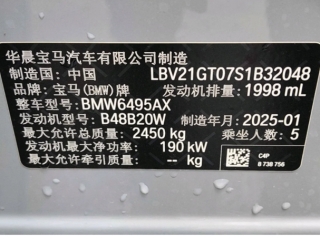 华晨宝马汽车有限公司制造
制造国：中国 LBV21GT07S1B32048
品牌：宝马(BMW)牌 发动机排量：1998 mL
整车型号：BMW6495AX
发动机型号：B48B20W 制造年月：2025-01
最大允许总质量：2450 kg 乘坐人数：5
发动机最大净功率：190 kW C4P
最大允许牵引质量：-- kg 8 738 756